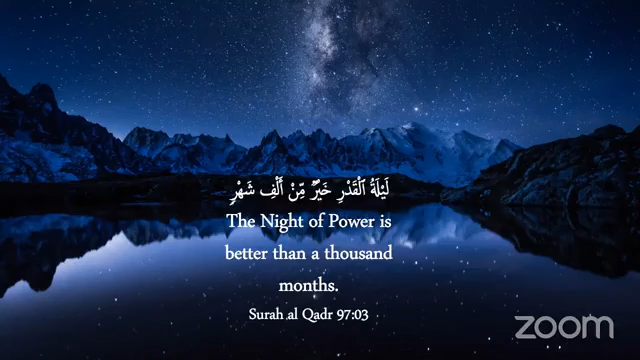 لَيْلَةُ ٱلْقَدْرِ خَيْرٌ مِّنْ أَلْفِ شَهْرٍ
The Night of Power is
better than a thousand
months.
Surah al Qadr 97:03
zoom